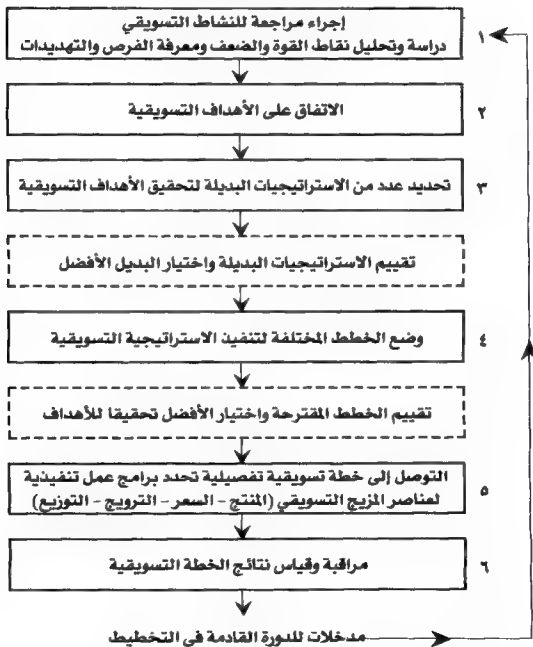 إجراء مراجعة للنشاط التسويقي
دراسة وتحليل نقاط القوة والضعف ومعرفة الفرص والتهديدات
١
الاتفاق على الأهداف التسويقية
٢
تحديد عدد من الاستراتيجيات البديلة لتحقيق الأهداف التسويقية
٣
تقييم الاستراتيجيات البديلة واختيار البديل الأفضل
وضع الخطط المختلفة لتنفيذ الاستراتيجية التسويقية
٤
تقييم الخطط المقترحة واختيار الأفضل تحقيقا للأهداف
التوصل إلى خطة تسويقية تفصيلية تحدد برامج عمل تنفيذية
لعناصر المزيج التسويقي (المنتج - السعر - الترويج - التوزيع)
٥
مراقبة وقياس نتائج الخطة التسويقية
٦
مدخلات للدورة القادمة في التخطيط